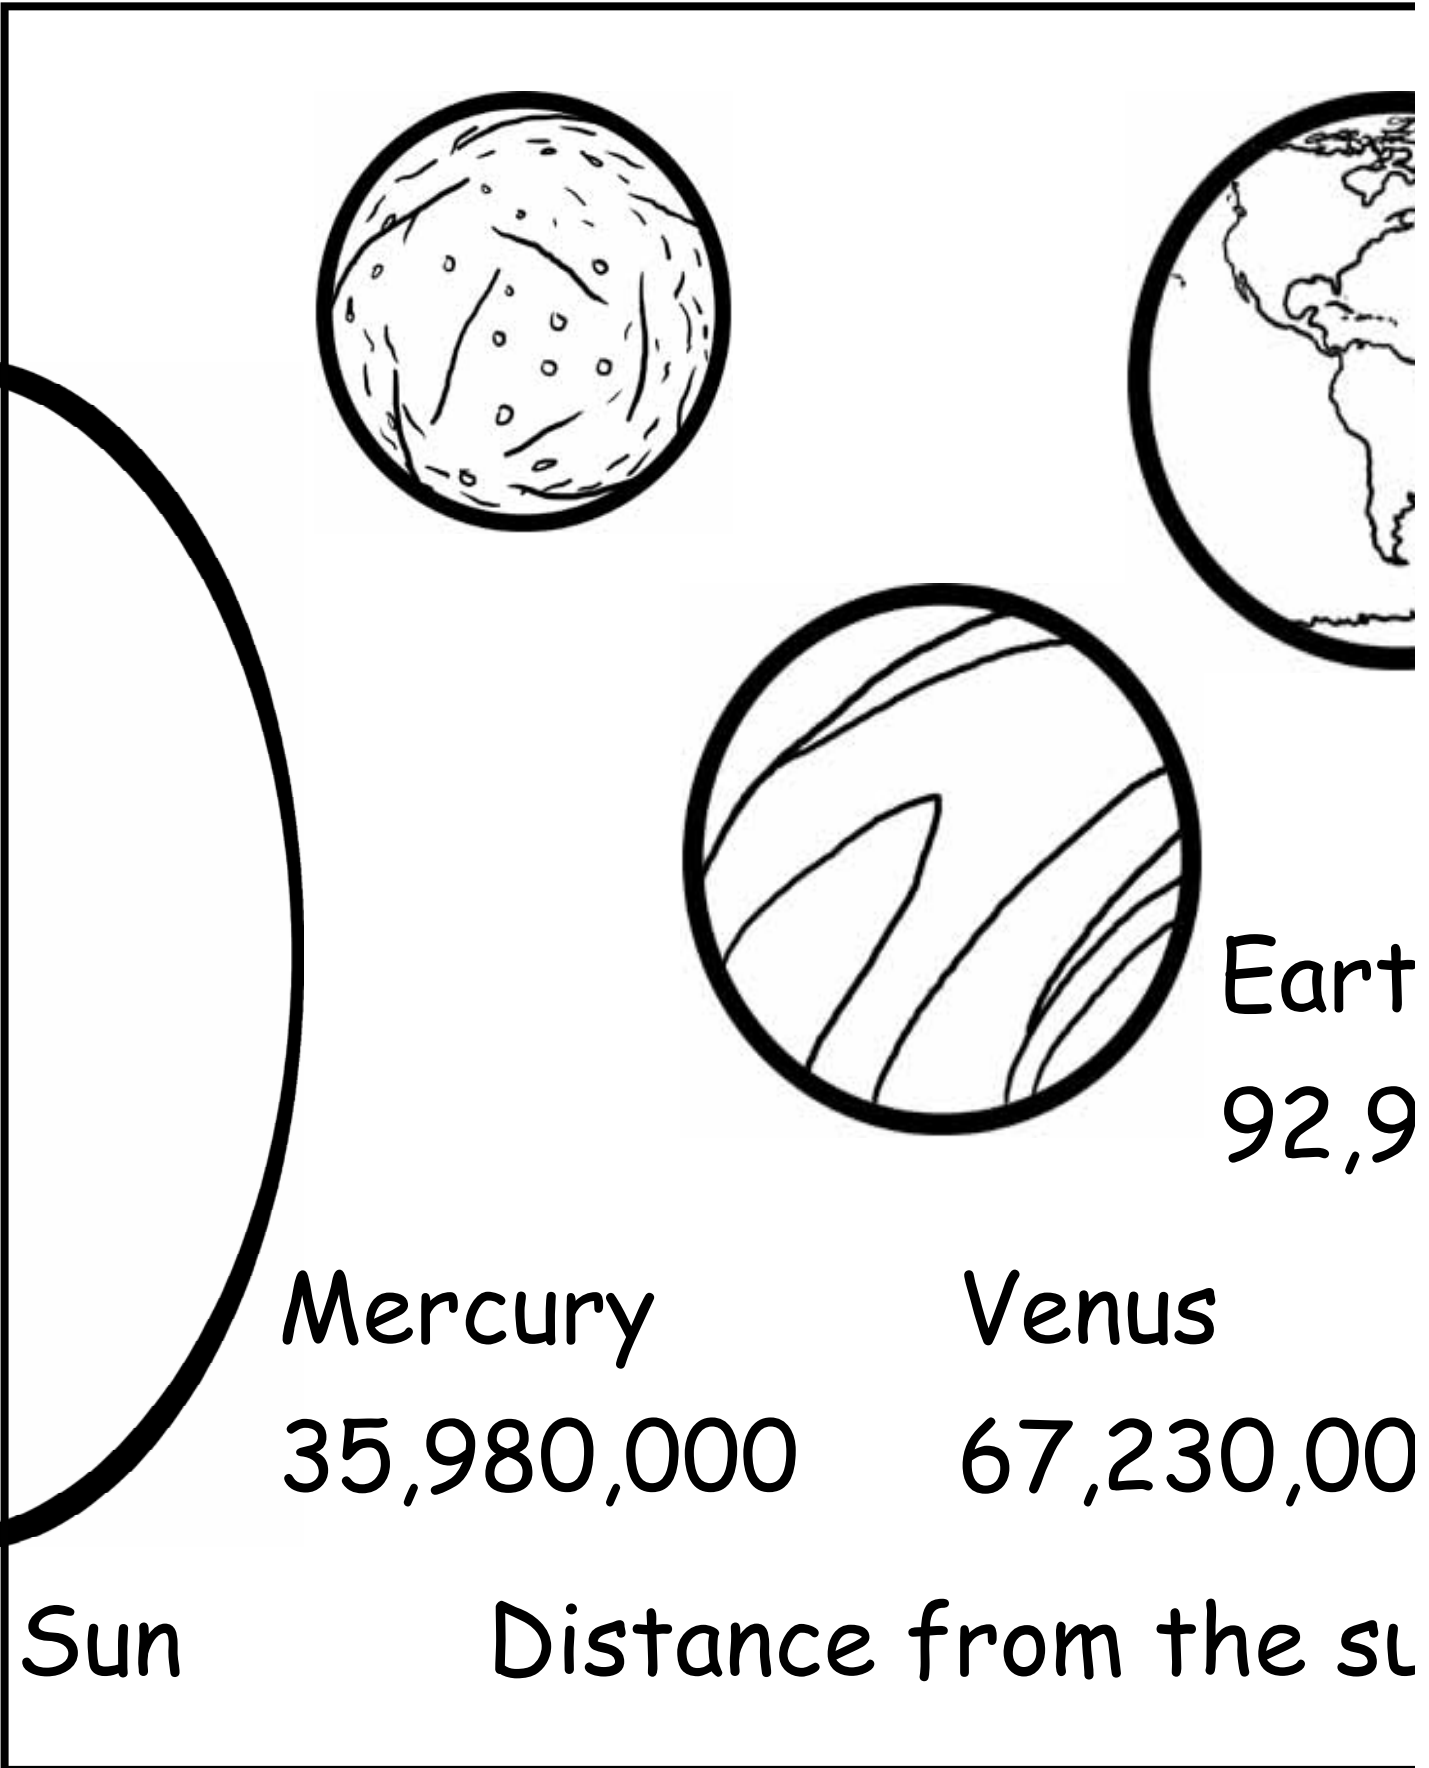 Eart
92,9
Mercury Venus
35,980,000 67,230,00
Sun Distance from the su